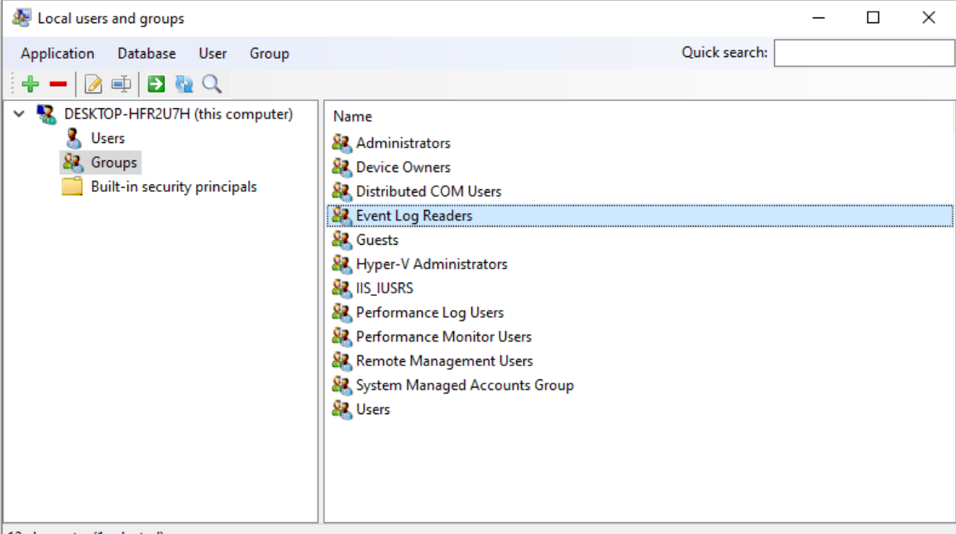 Local users and groups
Application Database User Group Quick search:
DESKTOP-HFR2U7H (this computer)
Users
Groups
Built-in security principals
Name
Administrators
Device Owners
Distributed COM Users
Event Log Readers
Guests
Hyper-V Administrators
IIS_IUSRS
Performance Log Users
Performance Monitor Users
Remote Management Users
System Managed Accounts Group
Users